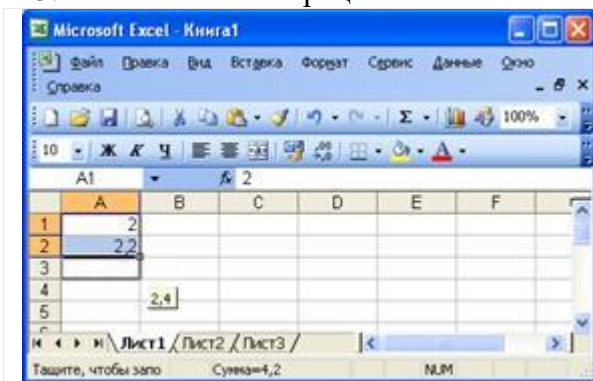 Microsoft Excel - Книга1
Файл Правка Вид Вставка Формат Сервис Данные Окно
Справка
Σ 100%
10 Ж К Ч А
A1 fx 2
A B C D E F
1 2
2 2,2
3
4
2,4
5
Лист1 Лист2 Лист3
Тащите, чтобы запо Сумма=4,2 NUM